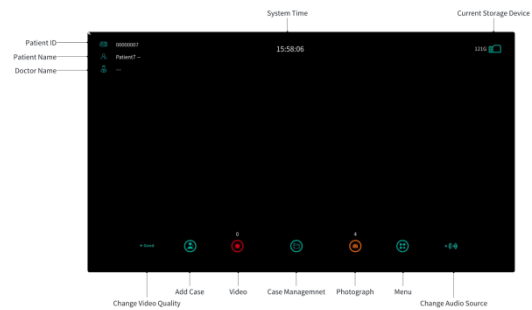 System Time
Current Storage Device
Patient ID
00000007
15:58:06
121G
Patient Name
Patient7 --
Doctor Name
---
0
4
Add Case
Video
Case Managemnet
Photograph
Menu
Change Video Quality
Change Audio Source